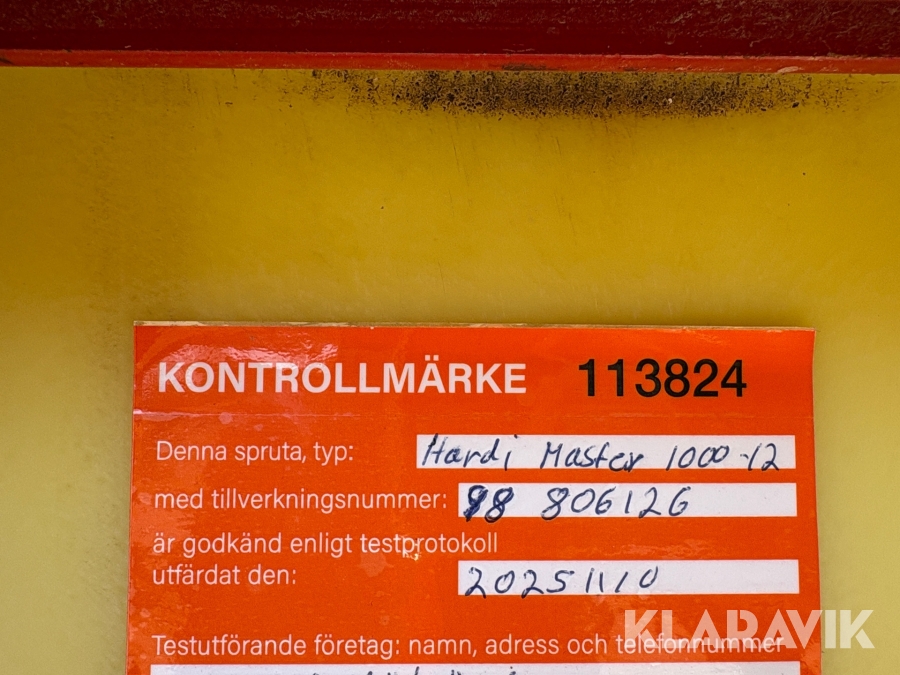 KONTROLLMÄRKE 113824
Denna spruta, typ: Hardi Master 1000-12
med tillverkningsnummer: 98 806126
är godkänd enligt testprotokoll
utfärdat den: 20251110
Testutförande företag: namn, adress och telefonnummer
KLARAVIK